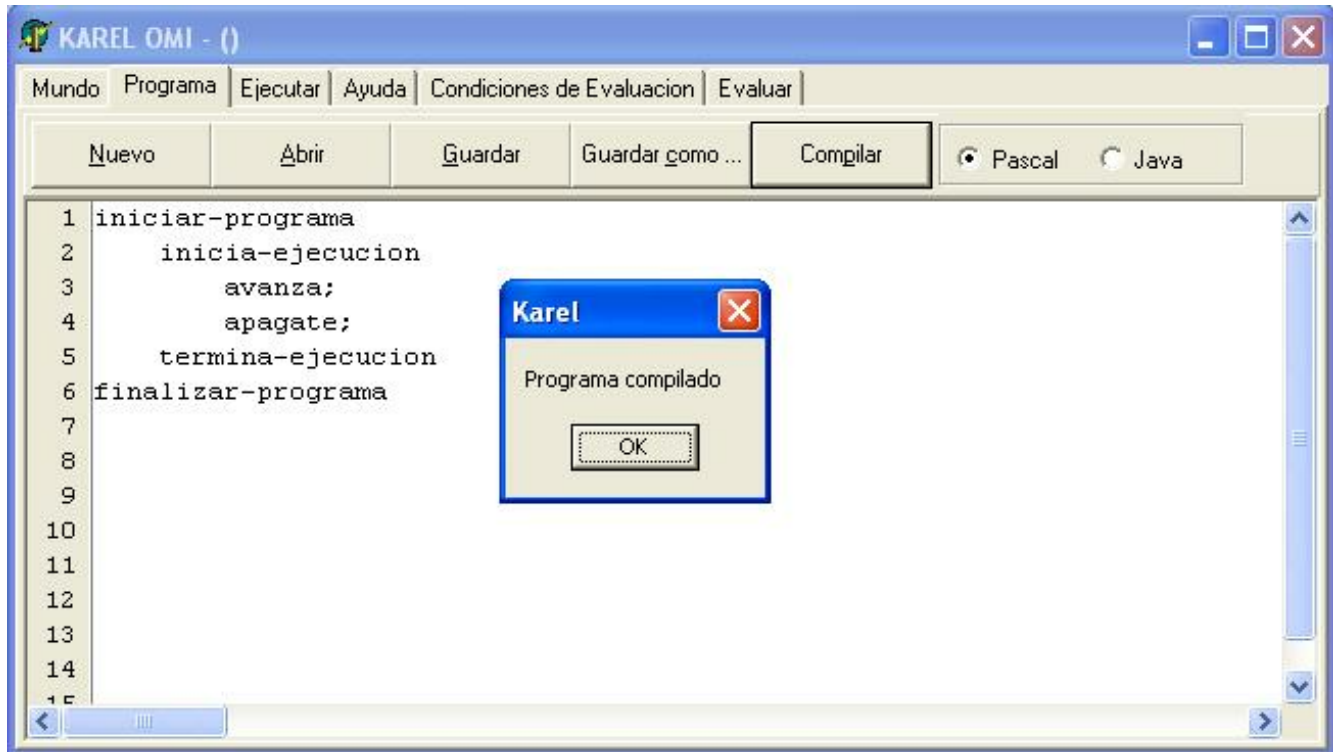 KAREL OMI - ()
Mundo Programa Ejecutar Ayuda Condiciones de Evaluacion Evaluar
Nuevo Abrir Guardar Guardar como ... Compilar Pascal Java
1 iniciar-programa
2 inicia-ejecucion
3 avanza;
4 apagate;
5 termina-ejecucion
6 finalizar-programa
7
8
9
10
11
12
13
14
15
Karel
Programa compilado
OK